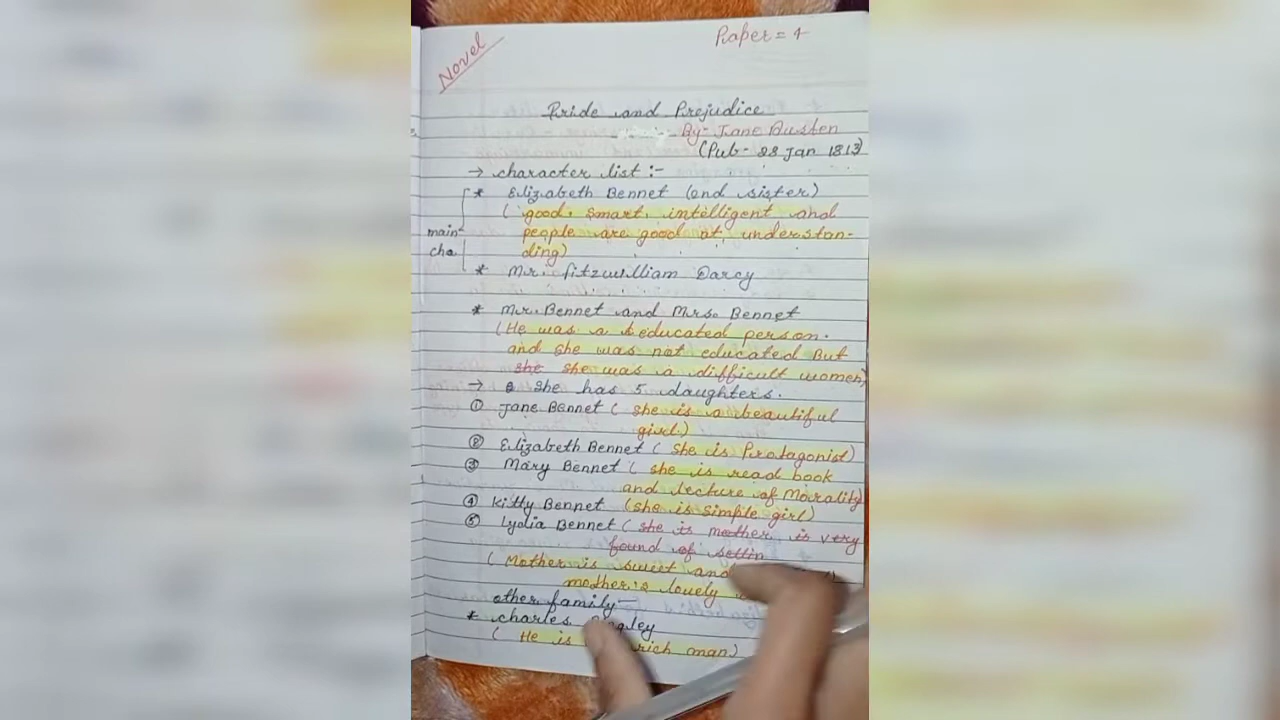 Novel
Paper = 4
Pride and Prejudice
By- Jane Austen
(Pub- 28 Jan 1813)
→ character list :-
* Elizabeth Bennet (2nd sister)
( good, smart, intelligent and
main people are good at understan-
cha ding)
* Mr. fitzwilliam Darcy
* Mr. Bennet and Mrs. Bennet
(He was a educated person.
and she was not educated But
she she was a difficult women)
→ she has 5 daughters.
① Jane Bennet ( she is a beautiful
girl.)
② Elizabeth Bennet ( She is Protagonist)
③ Mary Bennet ( she is read book
and lecture of Morality)
④ Kitty Bennet (she is simple girl)
⑤ Lydia Bennet ( she is mother is very
found of settin
( Mother is sweet and
mother's lovely
other family-
* charles
( He is rich man)